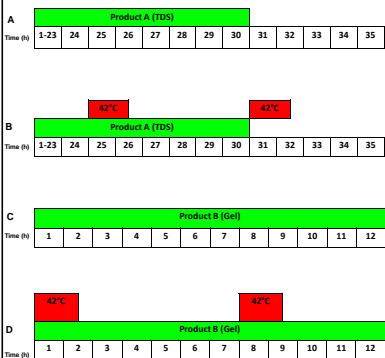 A
Product A (TDS)
Time (h) 1-23 24 25 26 27 28 29 30 31 32 33 34 35
42°C 42°C
B
Product A (TDS)
Time (h) 1-23 24 25 26 27 28 29 30 31 32 33 34 35
C
Product B (Gel)
Time (h) 1 2 3 4 5 6 7 8 9 10 11 12
42°C 42°C
D
Product B (Gel)
Time (h) 1 2 3 4 5 6 7 8 9 10 11 12